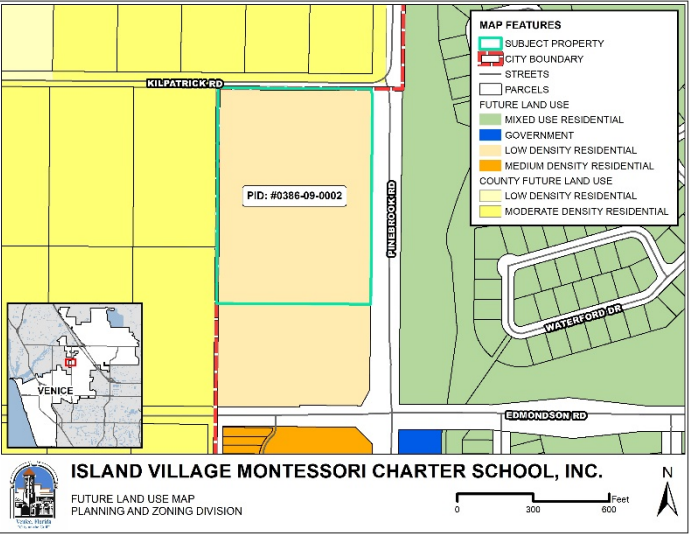 MAP FEATURES
SUBJECT PROPERTY
CITY BOUNDARY
STREETS
PARCELS
FUTURE LAND USE
MIXED USE RESIDENTIAL
GOVERNMENT
LOW DENSITY RESIDENTIAL
MEDIUM DENSITY RESIDENTIAL
COUNTY FUTURE LAND USE
LOW DENSITY RESIDENTIAL
MODERATE DENSITY RESIDENTIAL
KILPATRICK RD
PID: #0386-09-0002
PINEBROOK RD
WATERFORD DR
VENICE
EDMONDSON RD
ISLAND VILLAGE MONTESSORI CHARTER SCHOOL, INC.
FUTURE LAND USE MAP
PLANNING AND ZONING DIVISION
Venice, Florida
0 300 600 Feet
N